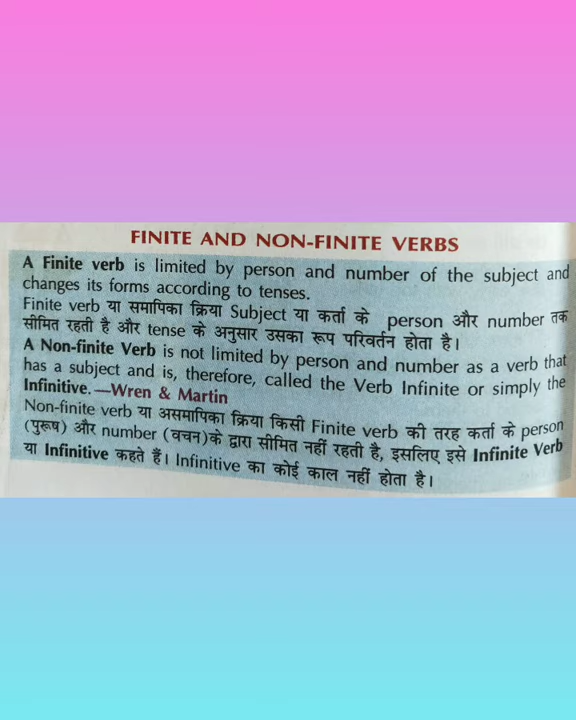 FINITE AND NON-FINITE VERBS
A Finite verb is limited by person and number of the subject and
changes its forms according to tenses.
Finite verb या समापिका क्रिया Subject या कर्ता के person और number तक
सीमित रहती है और tense के अनुसार उसका रूप परिवर्तन होता है।
A Non-finite Verb is not limited by person and number as a verb that
has a subject and is, therefore, called the Verb Infinite or simply the
Infinitive. —Wren & Martin
Non-finite verb या असमापिका क्रिया किसी Finite verb की तरह कर्ता के person
(पुरूष) और number (वचन)के द्वारा सीमित नहीं रहती है, इसलिए इसे Infinite Verb
या Infinitive कहते हैं। Infinitive का कोई काल नहीं होता है।